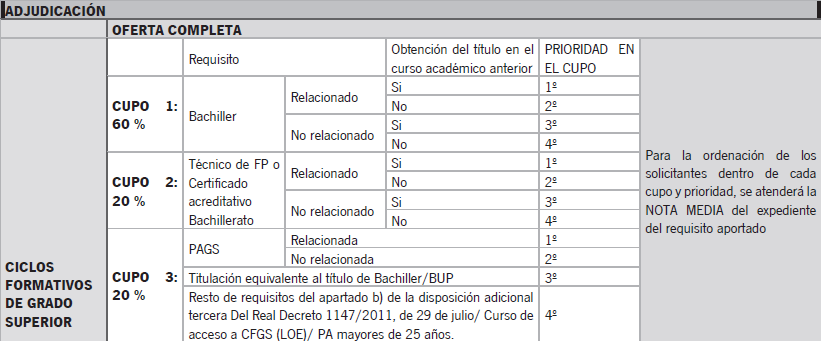 ADJUDICACIÓN
OFERTA COMPLETA
Requisito
Obtención del título en el
curso académico anterior
PRIORIDAD EN
EL CUPO
CUPO 1:
60 %
Bachiller
Relacionado
Si
1º
No
2º
No relacionado
Si
3º
No
4º
CUPO 2:
20 %
Técnico de FP o
Certificado
acreditativo
Bachillerato
Relacionado
Si
1º
No
2º
No relacionado
Si
3º
No
4º
CUPO 3:
20 %
PAGS
Relacionada
1º
No relacionada
2º
Titulación equivalente al título de Bachiller/BUP
3º
Resto de requisitos del apartado b) de la disposición adicional
tercera Del Real Decreto 1147/2011, de 29 de julio/ Curso de
acceso a CFGS (LOE)/ PA mayores de 25 años.
4º
Para la ordenación de los
solicitantes dentro de cada
cupo y prioridad, se atenderá la
NOTA MEDIA del expediente
del requisito aportado
CICLOS
FORMATIVOS
DE GRADO
SUPERIOR